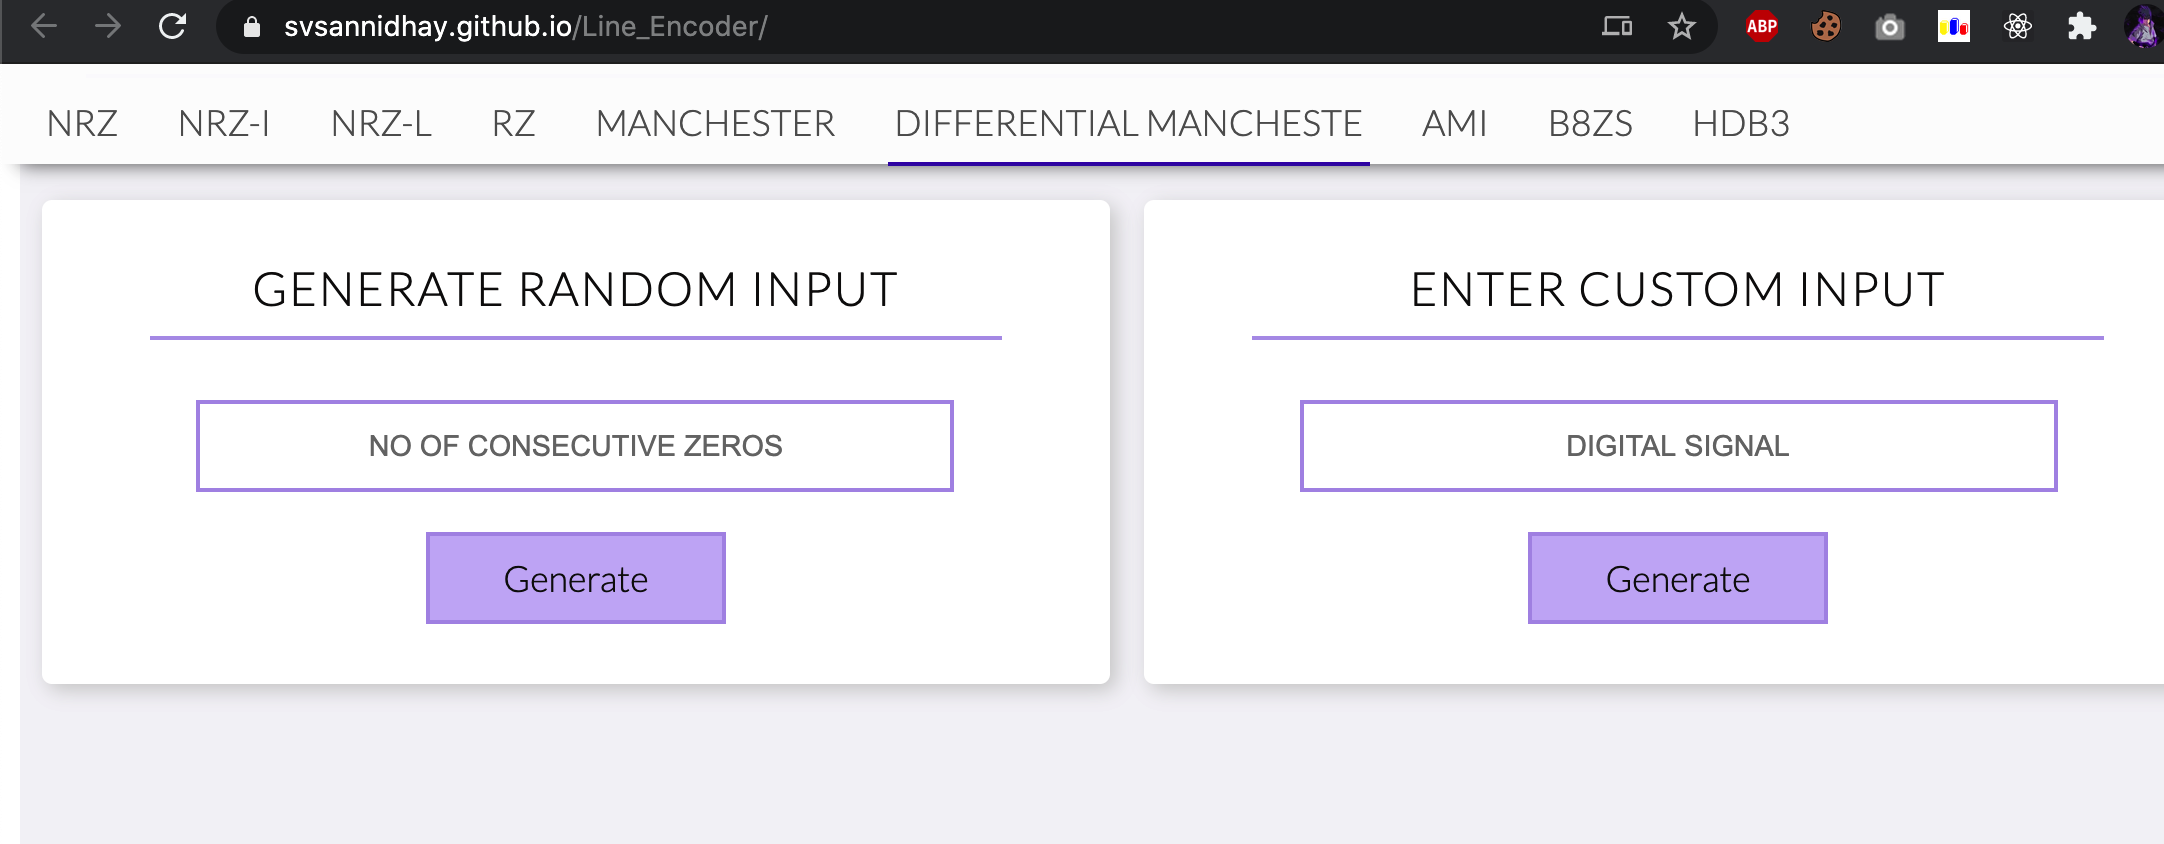 svsannidhay.github.io/Line_Encoder/
ABP
NRZ NRZ-I NRZ-L RZ MANCHESTER DIFFERENTIAL MANCHESTE AMI B8ZS HDB3
GENERATE RANDOM INPUT
NO OF CONSECUTIVE ZEROS
Generate
ENTER CUSTOM INPUT
DIGITAL SIGNAL
Generate